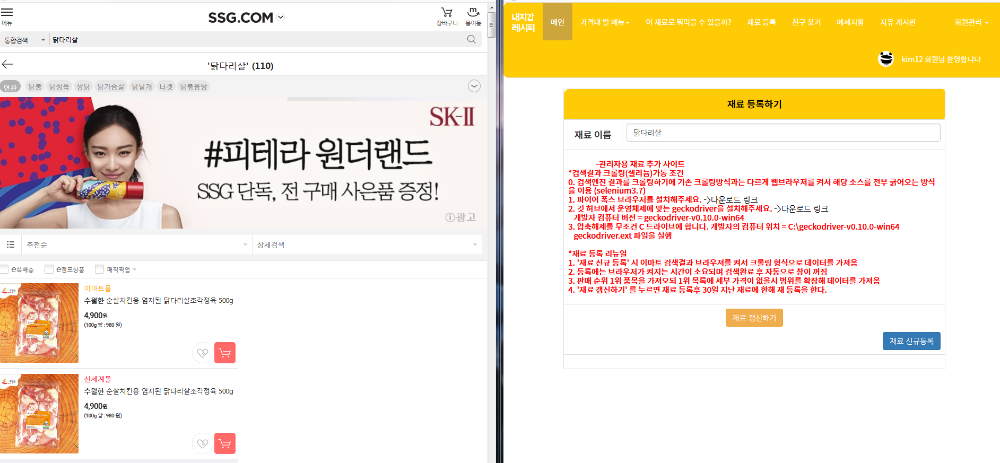 메뉴
SSG.COM
장바구니
몰이동
통합검색
닭다리살
'닭다리살' (110)
연관
닭봉
닭정육
생닭
닭가슴살
닭날개
너겟
닭볶음탕
SK-II
#피테라 원더랜드
SSG 단독, 전 구매 사은품 증정!
광고
추천순
상세검색
e쓱배송
e점포상품
매직픽업
이마트몰
수월한 순살치킨용 염지된 닭다리살조각정육 500g
4,900원
(100g 당 : 980 원)
신세계몰
수월한 순살치킨용 염지된 닭다리살조각정육 500g
4,900원
(100g 당 : 980 원)
내지갑
레시피
메인
가격대 별 메뉴
이 재료로 뭐먹을 수 있을까?
재료 등록
친구 찾기
메세지함
자유 게시판
회원관리
kim12 회원님 환영합니다
재료 등록하기
재료 이름
닭다리살
-관리자용 재료 추가 사이트
*검색결과 크롤링(셀리늄)가동 조건
0. 검색엔진 결과를 크롤링하기에 기존 크롤링방식과는 다르게 웹브라우저를 켜서 해당 소스를 전부 긁어오는 방식
을 이용 (selenium3.7)
1. 파이어 폭스 브라우저를 설치해주세요. ->다운로드 링크
2. 깃 허브에서 운영체제에 맞는 geckodriver을 설치해주세요. ->다운로드 링크
개발자 컴퓨터 버전 = geckodriver-v0.10.0-win64
3. 압축해제를 무조건 C 드라이브에 합니다. 개발자의 컴퓨터 위치 = C:\geckodriver-v0.10.0-win64
geckodriver.ext 파일을 실행
*재료 등록 리뉴얼
1. '재료 신규 등록' 시 이마트 검색결과 브라우져를 켜서 크롤링 형식으로 데이터를 가져옴
2. 등록에는 브라우저가 켜지는 시간이 소요되며 검색완료 후 자동으로 창이 꺼짐
3. 판매 순위 1위 품목을 가져오되 1위 목록에 세부 가격이 없을시 범위를 확장해 데이터를 가져옴
4. '재료 갱신하기' 를 누르면 재료 등록후 30일 지난 재료에 한해 재 등록을 한다.
재료 갱신하기
재료 신규등록